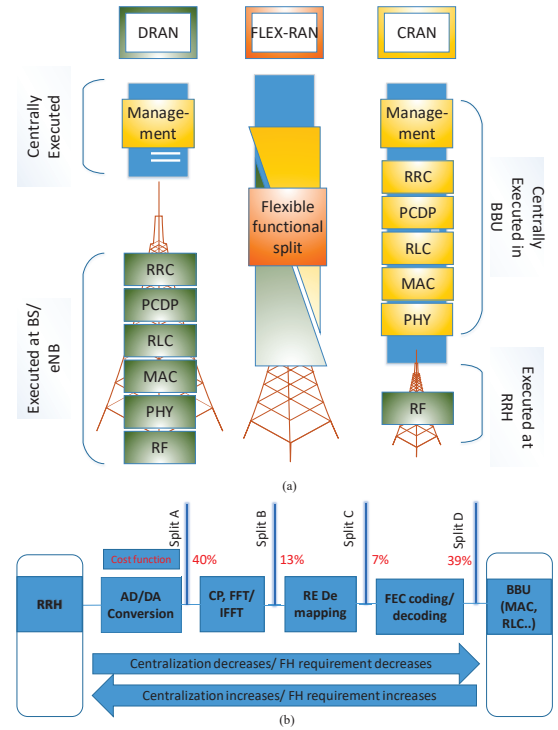 DRAN
FLEX-RAN
CRAN
Centrally
Executed
Manage-
ment
RRC
PCDP
RLC
MAC
PHY
RF
Executed at BS/
eNB
Flexible
functional
split
Manage-
ment
RRC
PCDP
RLC
MAC
PHY
RF
Centrally
Executed in
BBU
Executed at
RRH
(a)
Split A
Split B
Split C
Split D
Cost function
40%
13%
7%
39%
RRH
AD/DA
Conversion
CP, FFT/
IFFT
RE De
mapping
FEC coding/
decoding
BBU
(MAC,
RLC..)
Centralization decreases/ FH requirement decreases
Centralization increases/ FH requirement increases
(b)